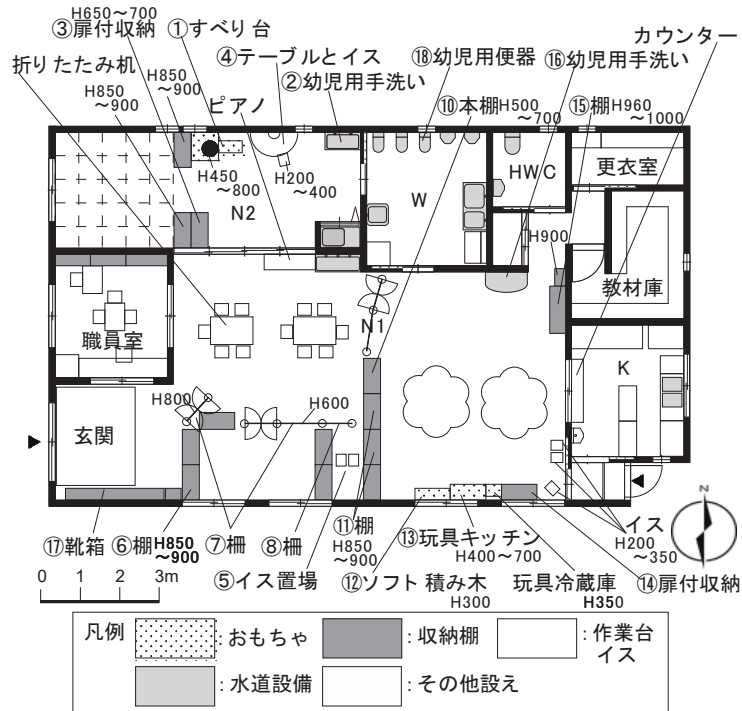 H650～700
③扉付収納
①すべり台
④テーブルとイス
⑱幼児用便器
⑯幼児用手洗い
カウンター
折りたたみ机
H850
～900
H850
～900
ピアノ
②幼児用手洗い
⑩本棚H500
～700
⑮棚H960
～1000
H450
～800
H200
～400
N2
W
HWC
更衣室
H900
教材庫
職員室
N1
K
H800
H600
玄関
⑰靴箱
⑥棚H850
～900
⑦柵
⑧柵
⑤イス置場
⑪棚
H850
～900
⑬玩具キッチン
H400～700
⑫ソフト積み木
H300
玩具冷蔵庫
H350
イス
H200
～350
⑭扉付収納
N
0 1 2 3m
凡例
:おもちゃ
:収納棚
:作業台
イス
:水道設備
:その他設え